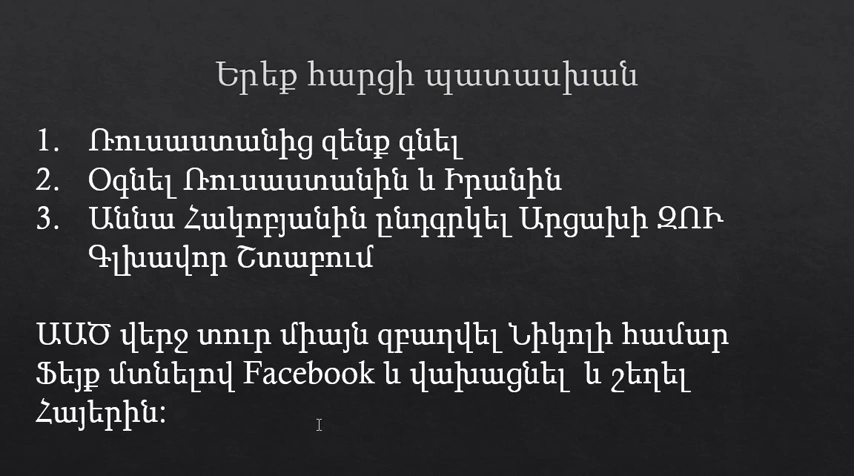 Երեք հարցի պատասխան
1. Ռուսաստանից զենք գնել
2. Օգնել Ռուսաստանին և Իրանին
3. Աննա Հակոբյանին ընդգրկել Արցախի ԶՈՒ
Գլխավոր Շտաբում
ԱԱԾ վերջ տուր միայն զբաղվել Նիկոլի համար
Ֆեյք մտնելով Facebook և վախացնել և շեղել
Հայերին: